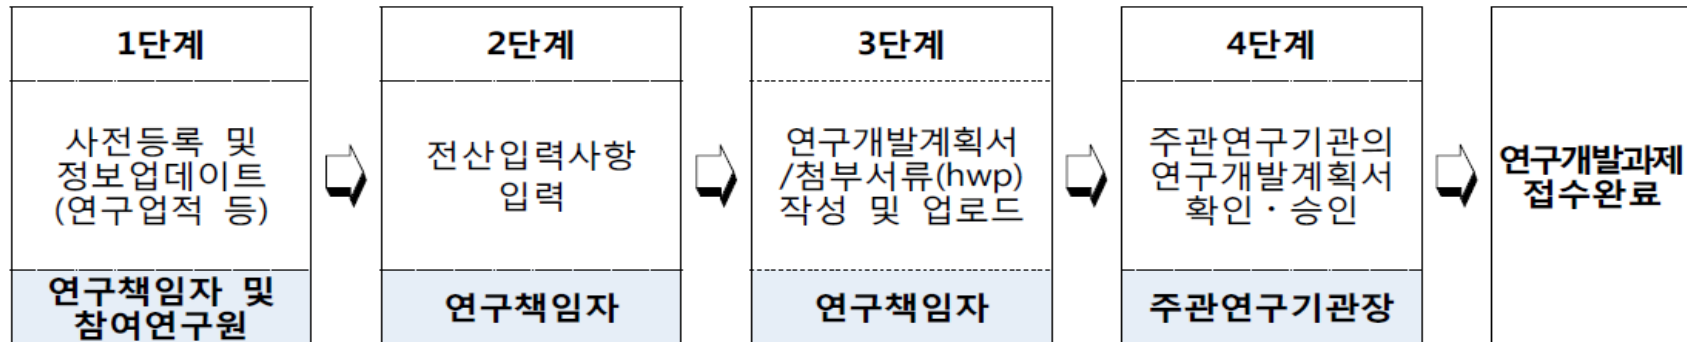 1단계
사전등록 및
정보업데이트
(연구업적 등)
연구책임자 및
참여연구원
2단계
전산입력사항
입력
연구책임자
3단계
연구개발계획서
/첨부서류(hwp)
작성 및 업로드
연구책임자
4단계
주관연구기관의
연구개발계획서
확인・승인
주관연구기관장
연구개발과제
접수완료